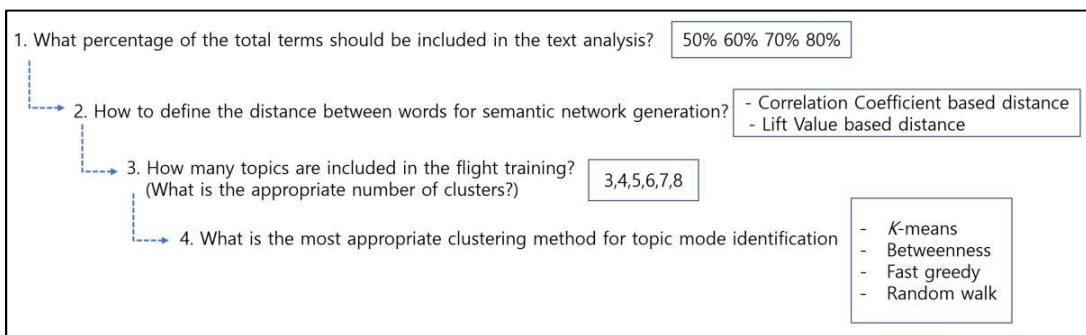 1. What percentage of the total terms should be included in the text analysis? 50% 60% 70% 80%
2. How to define the distance between words for semantic network generation?
- Correlation Coefficient based distance
- Lift Value based distance
3. How many topics are included in the flight training?
(What is the appropriate number of clusters?)
3,4,5,6,7,8
4. What is the most appropriate clustering method for topic mode identification
- K-means
- Betweenness
- Fast greedy
- Random walk